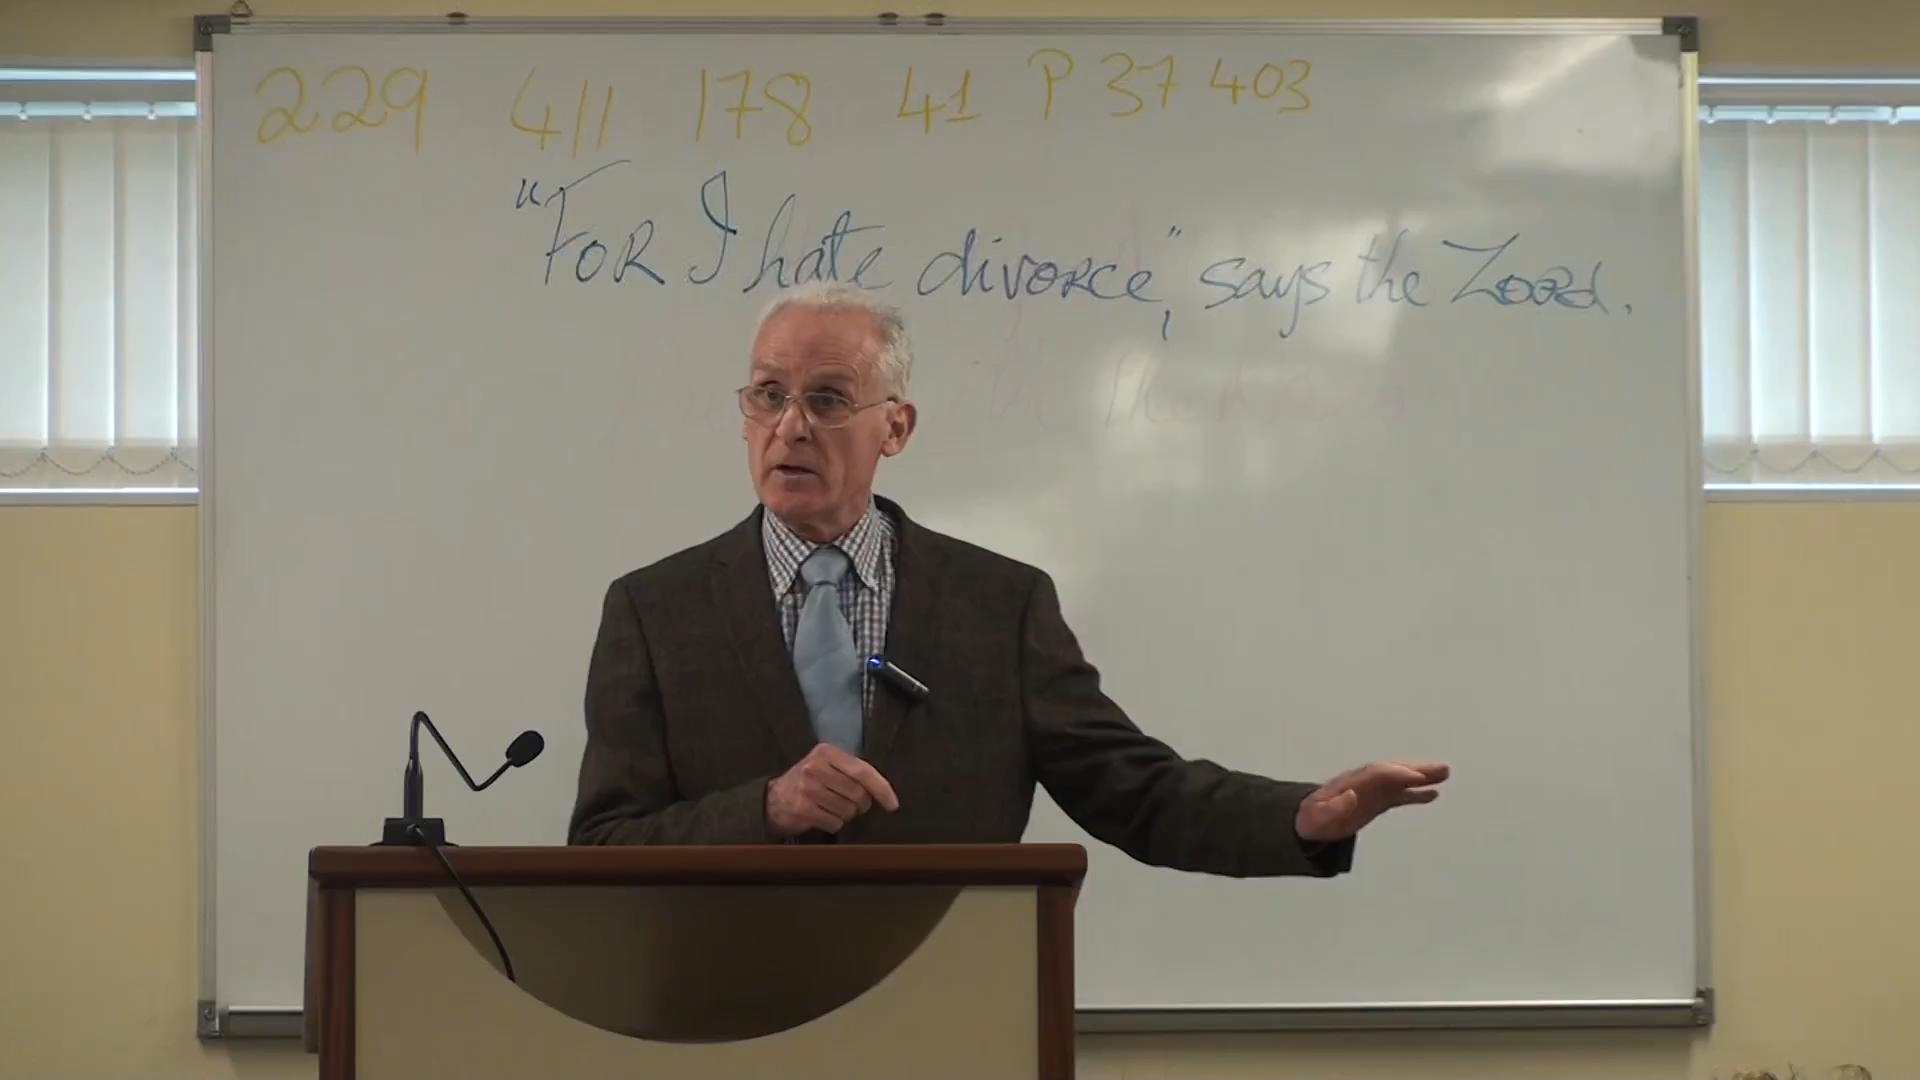 229 411 178 41 P 37 403
"FOR I hate divorce", says the Lord.